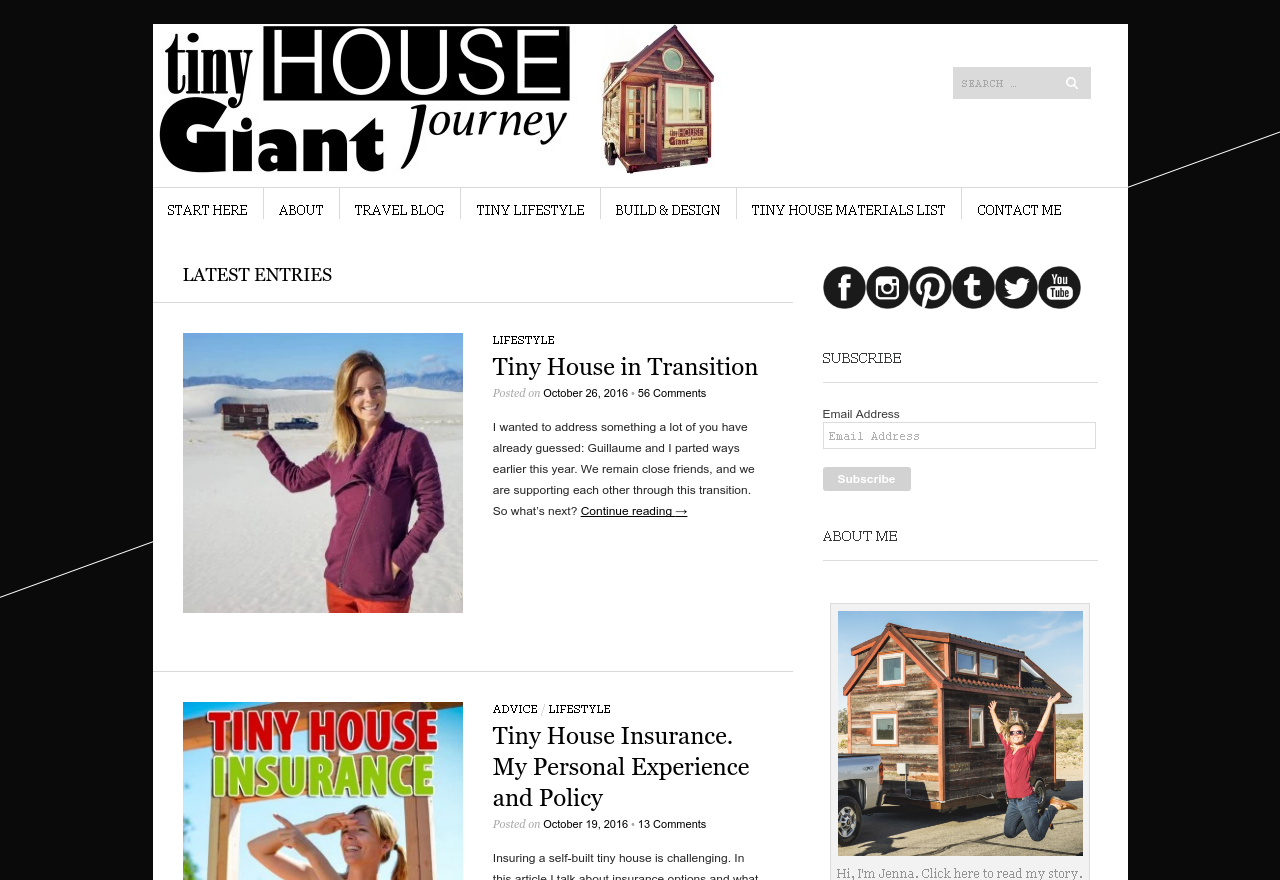 tiny HOUSE
Giant Journey
tiny HOUSE
Giant
SEARCH …
START HERE
ABOUT
TRAVEL BLOG
TINY LIFESTYLE
BUILD & DESIGN
TINY HOUSE MATERIALS LIST
CONTACT ME
LATEST ENTRIES
LIFESTYLE
Tiny House in Transition
Posted on October 26, 2016 • 56 Comments
I wanted to address something a lot of you have
already guessed: Guillaume and I parted ways
earlier this year. We remain close friends, and we
are supporting each other through this transition.
So what's next? Continue reading →
TINY HOUSE
INSURANCE
ADVICE / LIFESTYLE
Tiny House Insurance.
My Personal Experience
and Policy
Posted on October 19, 2016 • 13 Comments
Insuring a self-built tiny house is challenging. In
this article I talk about insurance options and what
You
Tube
SUBSCRIBE
Email Address
Email Address
Subscribe
ABOUT ME
Hi, I'm Jenna. Click here to read my story.